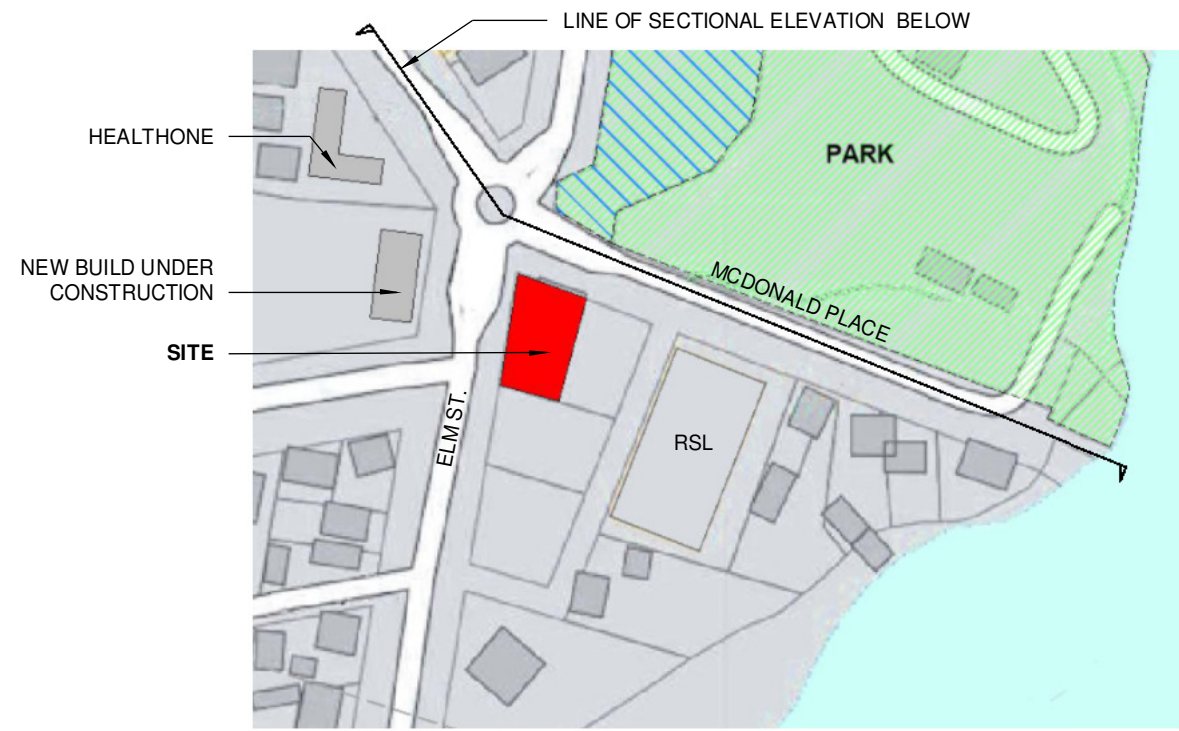 LINE OF SECTIONAL ELEVATION BELOW
HEALTHONE
PARK
NEW BUILD UNDER
CONSTRUCTION
MCDONALD PLACE
SITE
ELM ST.
RSL